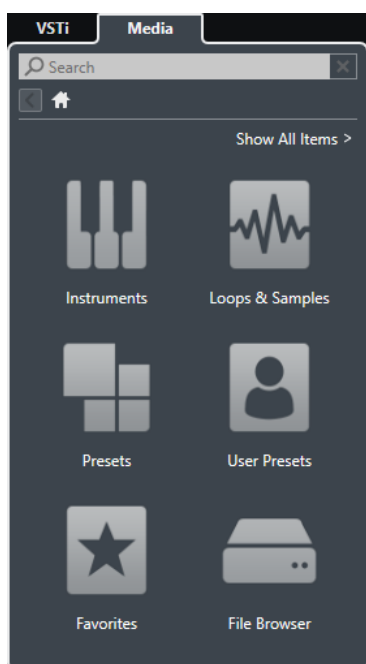 VSTi Media
Search
Show All Items >
Instruments Loops & Samples
Presets User Presets
Favorites File Browser